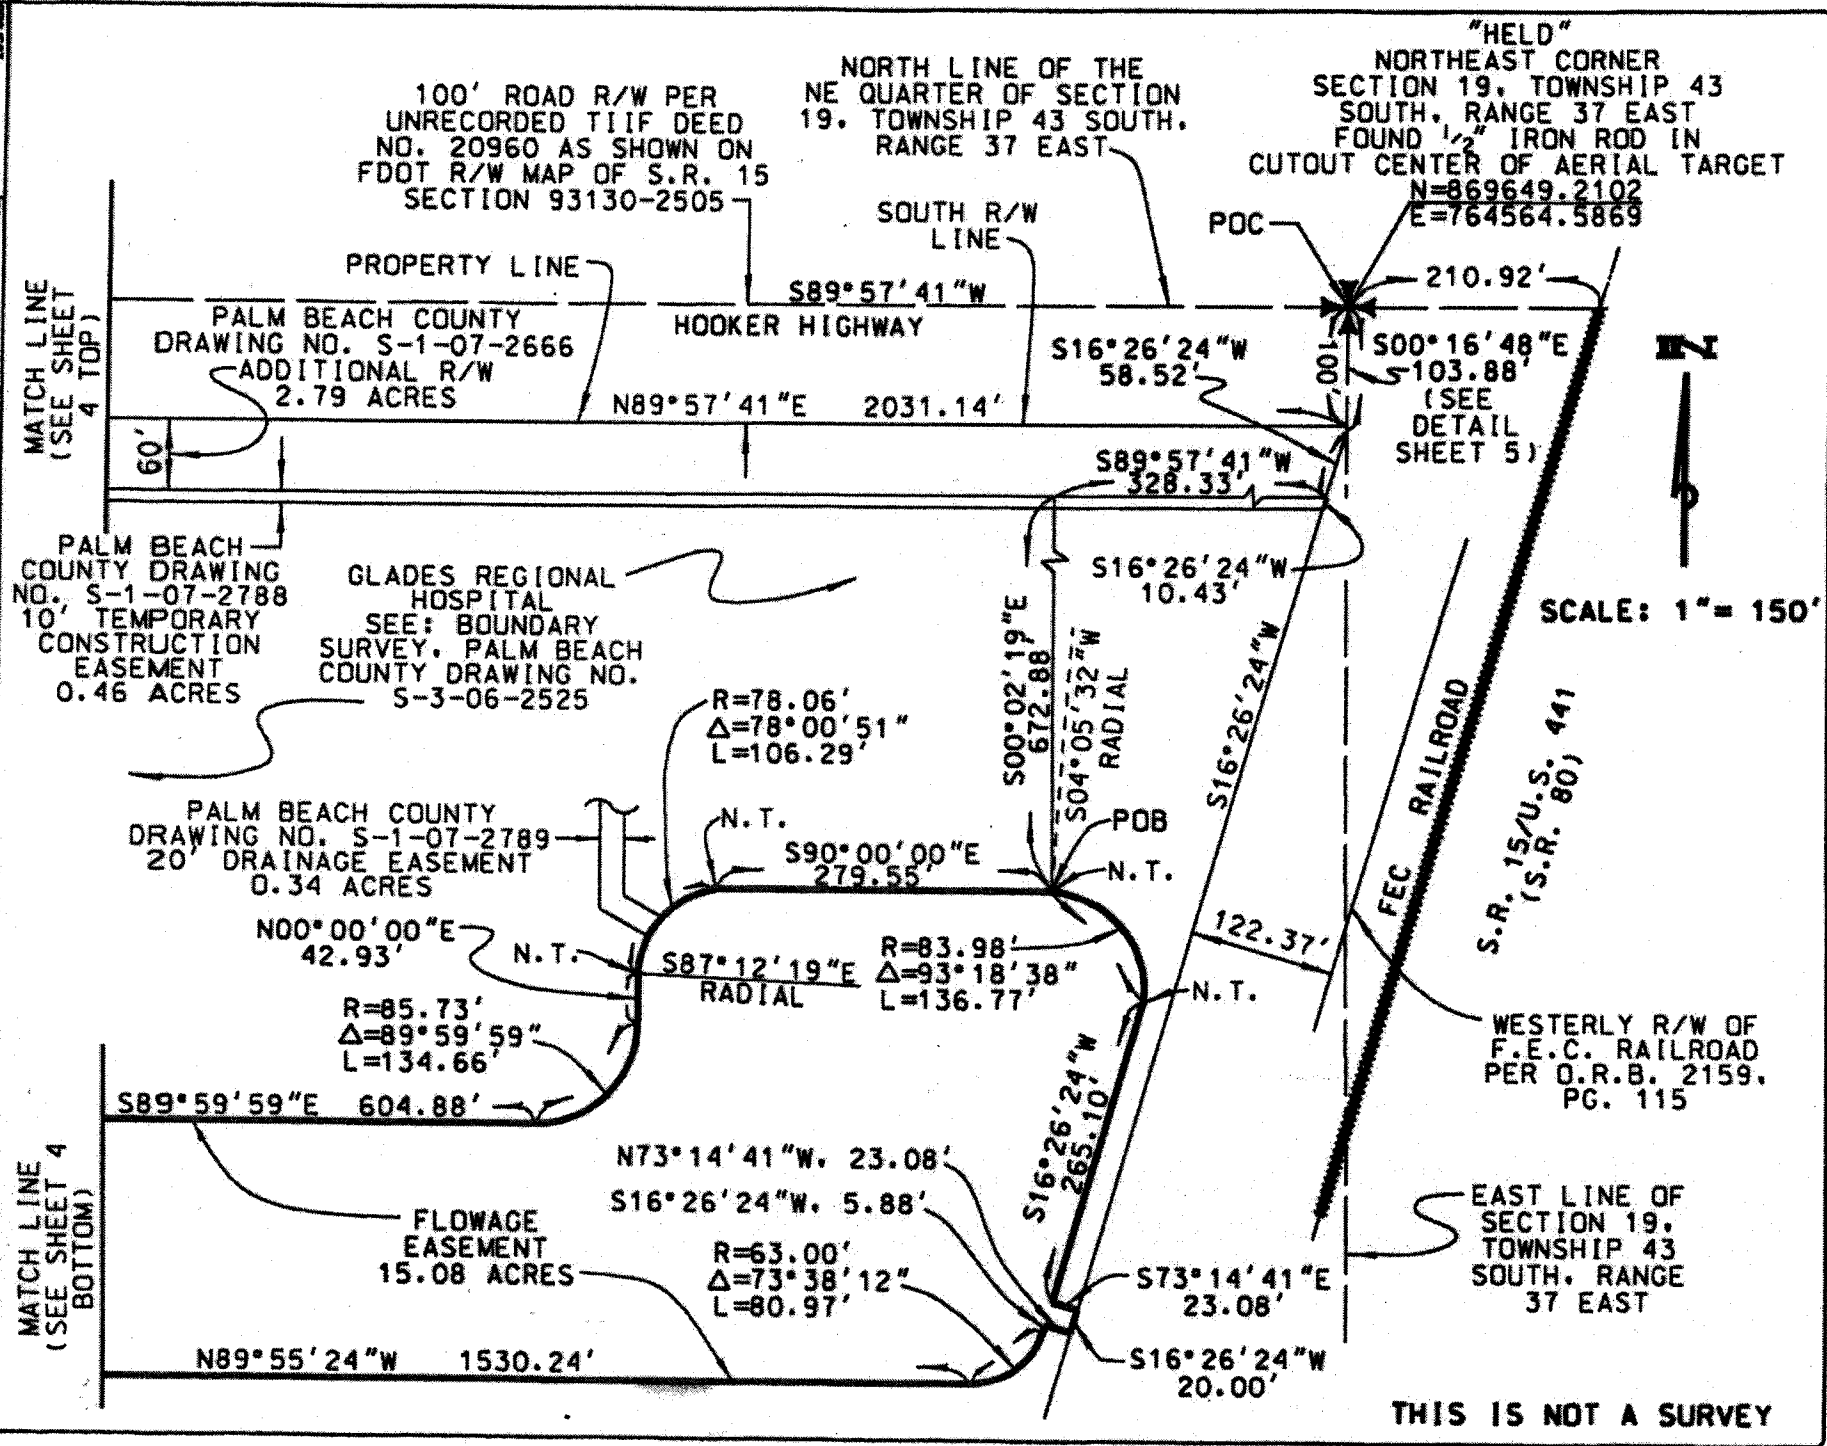 "HELD"
NORTHEAST CORNER
SECTION 19, TOWNSHIP 43
SOUTH, RANGE 37 EAST
FOUND 1/2" IRON ROD IN
CUTOUT CENTER OF AERIAL TARGET
N=869649.2102
E=764564.5869
NORTH LINE OF THE
NE QUARTER OF SECTION
19, TOWNSHIP 43 SOUTH,
RANGE 37 EAST
100' ROAD R/W PER
UNRECORDED TIIF DEED
NO. 20960 AS SHOWN ON
FDOT R/W MAP OF S.R. 15
SECTION 93130-2505
SOUTH R/W
LINE
POC
PROPERTY LINE
210.92'
S89°57'41"W
HOOKER HIGHWAY
MATCH LINE
(SEE SHEET
4 TOP)
PALM BEACH COUNTY
DRAWING NO. S-1-07-2666
ADDITIONAL R/W
2.79 ACRES
S16°26'24"W
58.52'
100'
S00°16'48"E
103.88'
(SEE
DETAIL
SHEET 5)
N
N89°57'41"E 2031.14'
60'
S89°57'41"W
328.33'
PALM BEACH
COUNTY DRAWING
NO. S-1-07-2788
10' TEMPORARY
CONSTRUCTION
EASEMENT
0.46 ACRES
GLADES REGIONAL
HOSPITAL
SEE: BOUNDARY
SURVEY, PALM BEACH
COUNTY DRAWING NO.
S-3-06-2525
S16°26'24"W
10.43'
SCALE: 1"= 150'
S00°02'19"E
672.88'
S04°05'32"W
RADIAL
S16°26'24"W
FEC RAILROAD
S.R. 15/U.S. 441
(S.R. 80)
R=78.06'
Δ=78°00'51"
L=106.29'
PALM BEACH COUNTY
DRAWING NO. S-1-07-2789
20' DRAINAGE EASEMENT
0.34 ACRES
N.T.
S90°00'00"E
279.55'
POB
N.T.
N00°00'00"E
42.93'
N.T.
S87°12'19"E
RADIAL
R=83.98'
Δ=93°18'38"
L=136.77'
122.37'
N.T.
R=85.73'
Δ=89°59'59"
L=134.66'
WESTERLY R/W OF
F.E.C. RAILROAD
PER O.R.B. 2159,
PG. 115
S89°59'59"E 604.88'
S16°26'24"W
265.10'
MATCH LINE
(SEE SHEET 4
BOTTOM)
N73°14'41"W, 23.08'
S16°26'24"W, 5.88'
FLOWAGE
EASEMENT
15.08 ACRES
R=63.00'
Δ=73°38'12"
L=80.97'
S73°14'41"E
23.08'
EAST LINE OF
SECTION 19,
TOWNSHIP 43
SOUTH, RANGE
37 EAST
N89°55'24"W 1530.24'
S16°26'24"W
20.00'
THIS IS NOT A SURVEY